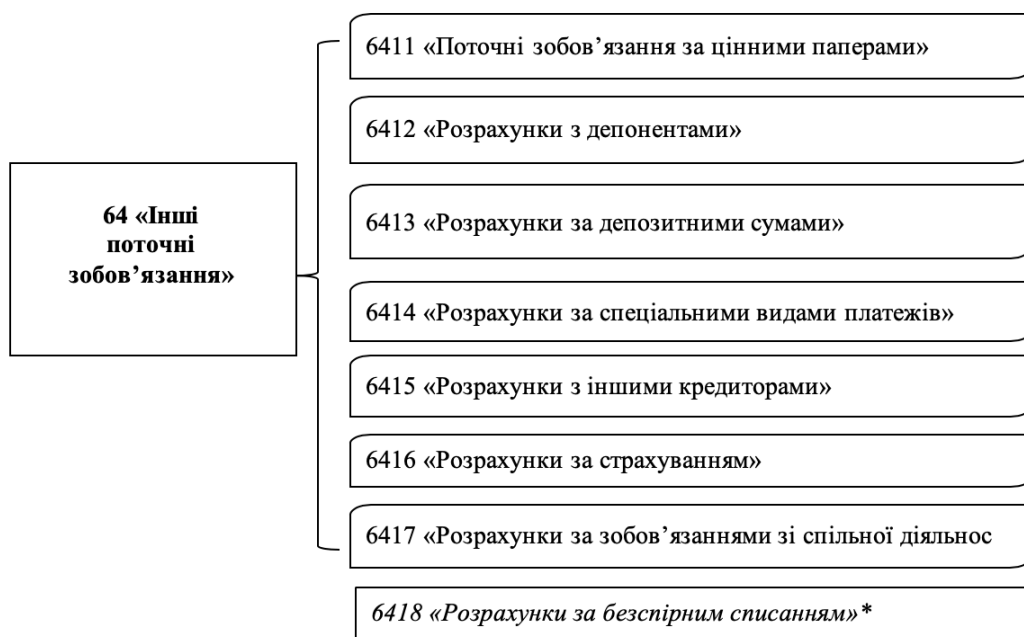 6411 «Поточні зобов’язання за цінними паперами»
6412 «Розрахунки з депонентами»
64 «Інші
поточні
зобов’язання»
6413 «Розрахунки за депозитними сумами»
6414 «Розрахунки за спеціальними видами платежів»
6415 «Розрахунки з іншими кредиторами»
6416 «Розрахунки за страхуванням»
6417 «Розрахунки за зобов’язаннями зі спільної діяльнос
6418 «Розрахунки за безспірним списанням»*